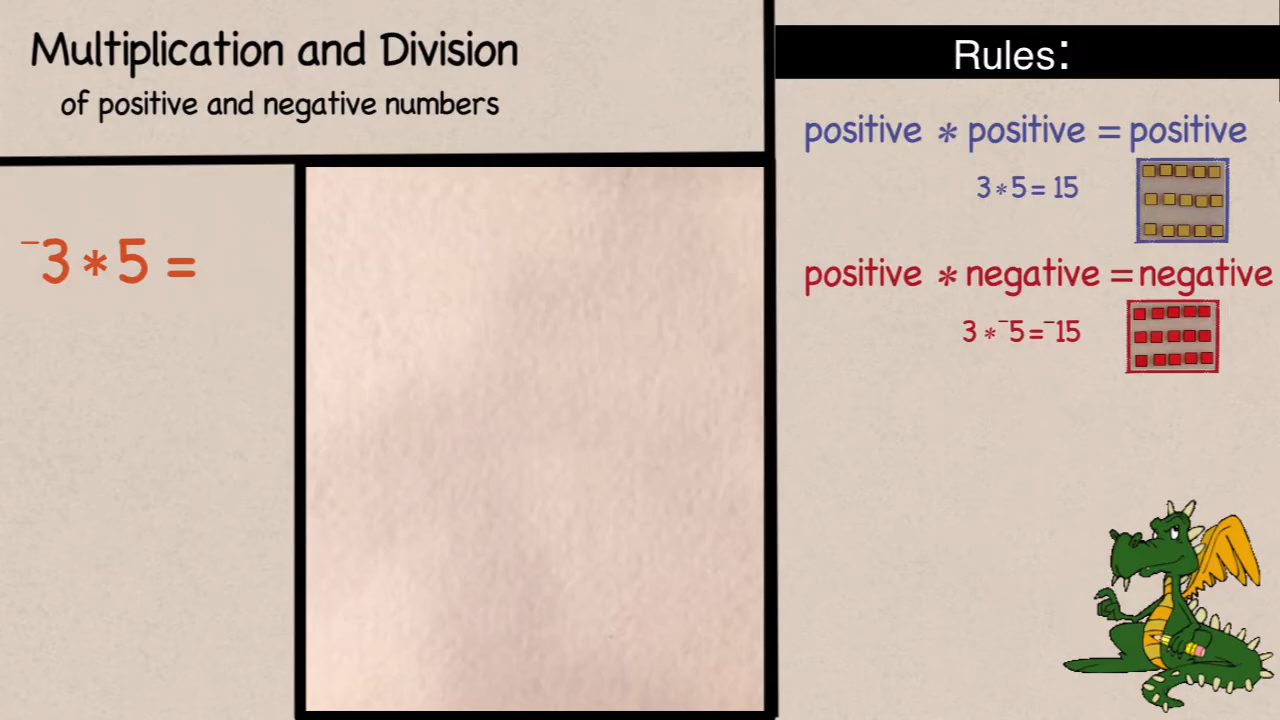 Multiplication and Division
of positive and negative numbers
⁻3 * 5 =
Rules:
positive * positive = positive
3 * 5 = 15
positive * negative = negative
3 * ⁻5 = ⁻15